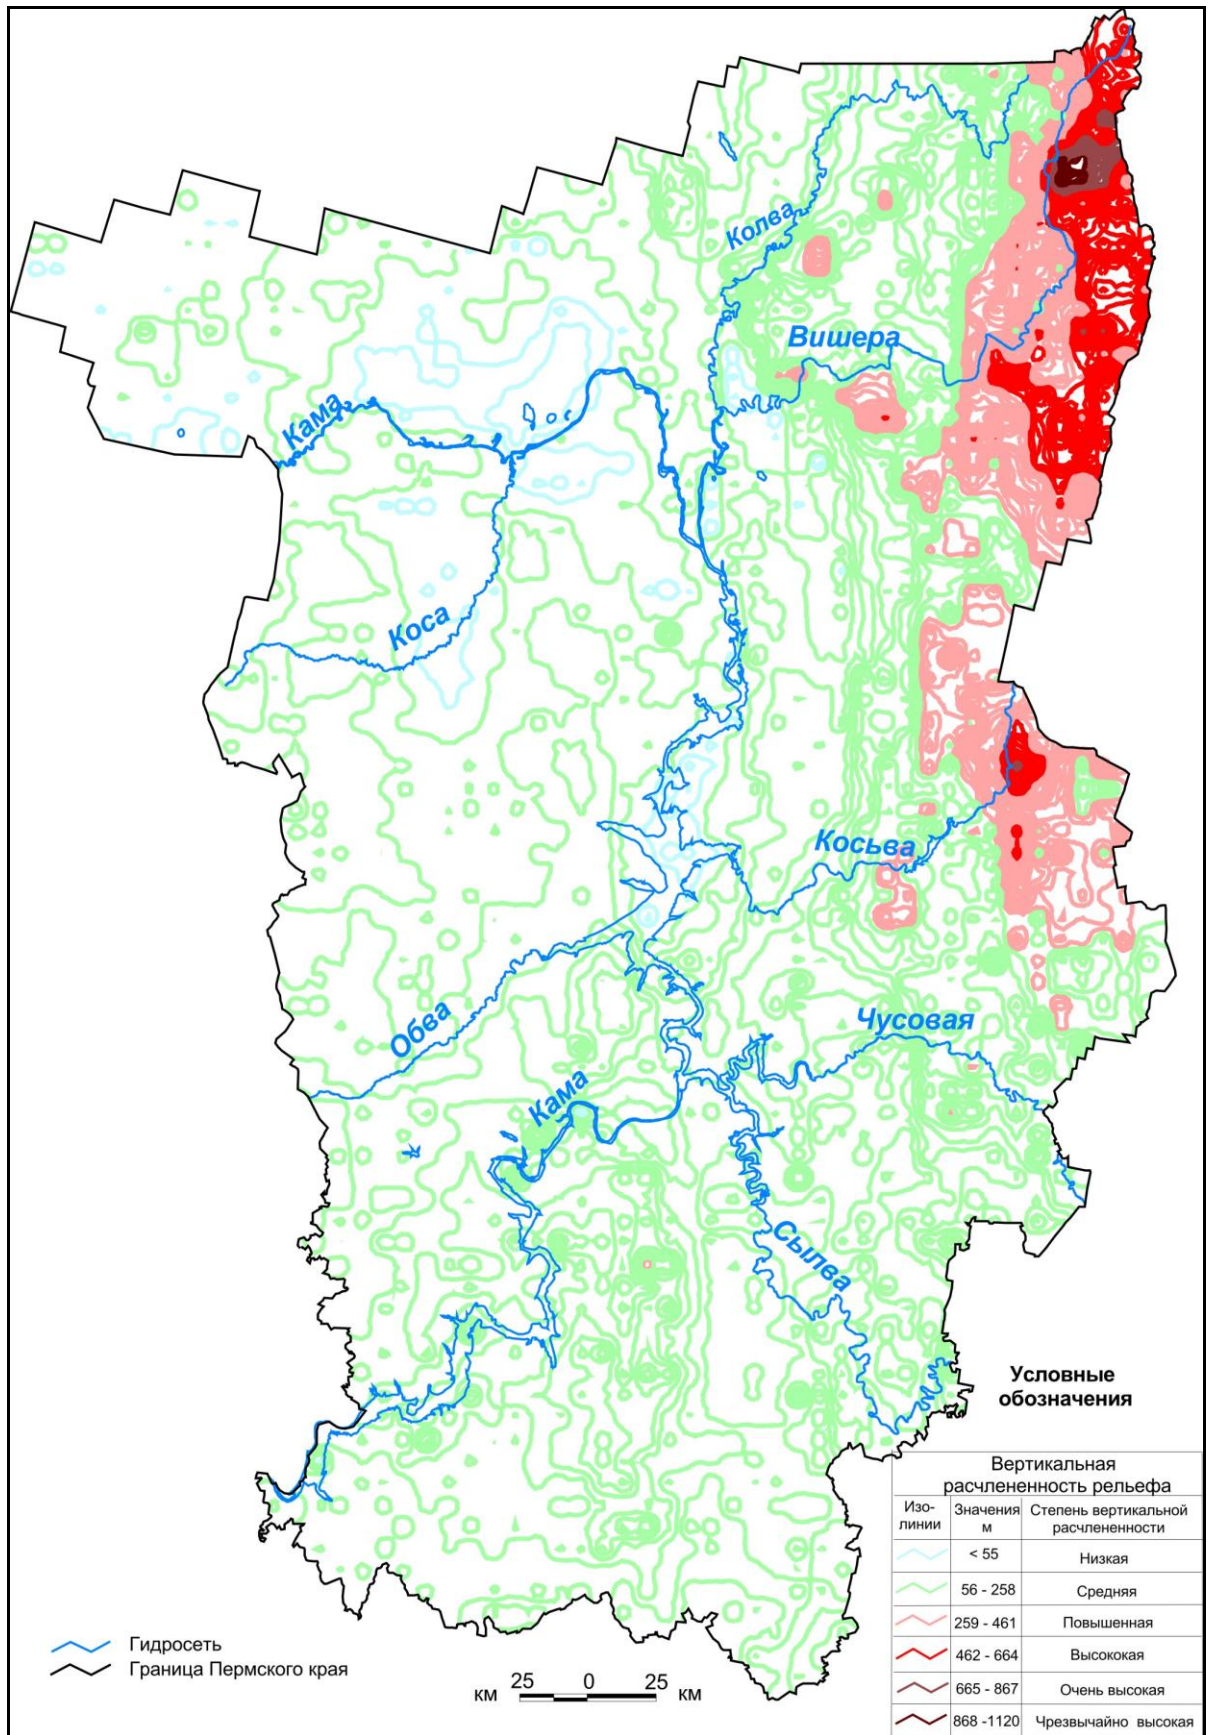 Колва
Вишера
Кама
Коса
Косьва
Обва
Чусовая
Кама
Сылва
Условные
обозначения
Вертикальная
расчлененность рельефа
Изо-
линии
Значения
м
Степень вертикальной
расчлененности
< 55
Низкая
56 - 258
Средняя
259 - 461
Повышенная
462 - 664
Высококая
665 - 867
Очень высокая
868 -1120
Чрезвычайно высокая
Гидросеть
Граница Пермского края
км 25 0 25 км